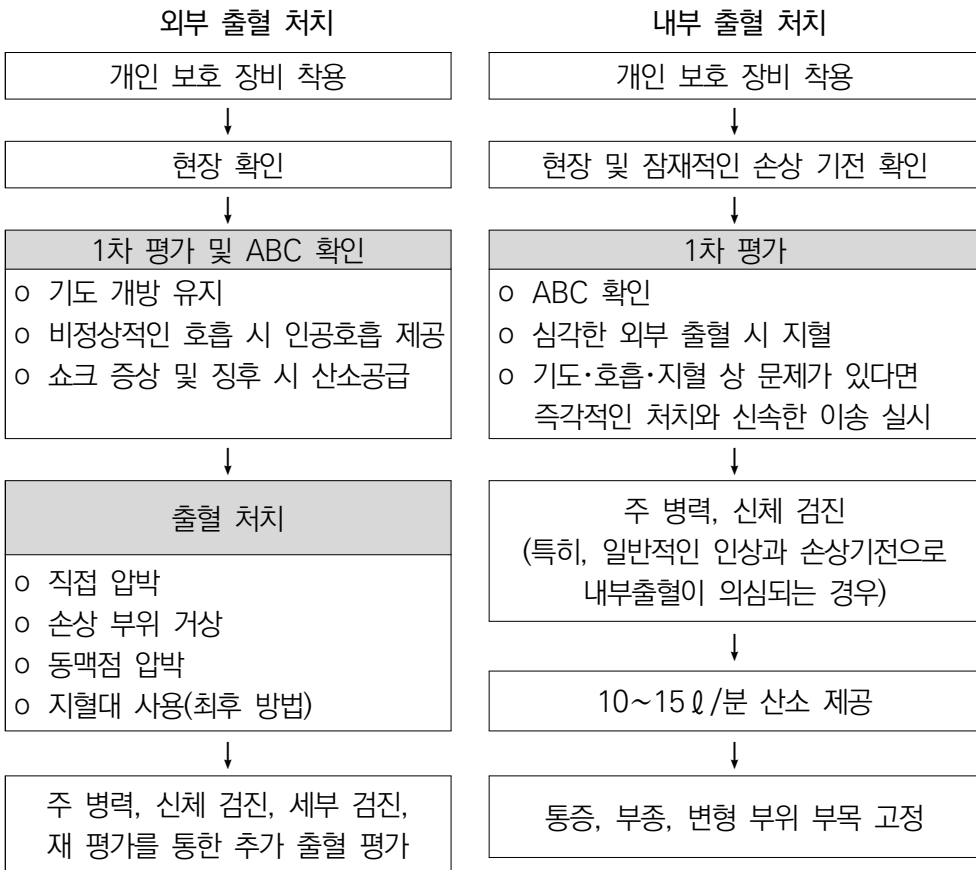 외부 출혈 처치
개인 보호 장비 착용
↓
현장 확인
↓
1차 평가 및 ABC 확인
o 기도 개방 유지
o 비정상적인 호흡 시 인공호흡 제공
o 쇼크 증상 및 징후 시 산소공급
↓
출혈 처치
o 직접 압박
o 손상 부위 거상
o 동맥점 압박
o 지혈대 사용(최후 방법)
↓
주 병력, 신체 검진, 세부 검진,
재 평가를 통한 추가 출혈 평가
내부 출혈 처치
개인 보호 장비 착용
↓
현장 및 잠재적인 손상 기전 확인
↓
1차 평가
o ABC 확인
o 심각한 외부 출혈 시 지혈
o 기도·호흡·지혈 상 문제가 있다면
즉각적인 처치와 신속한 이송 실시
↓
주 병력, 신체 검진
(특히, 일반적인 인상과 손상기전으로
내부출혈이 의심되는 경우)
↓
10~15ℓ/분 산소 제공
↓
통증, 부종, 변형 부위 부목 고정